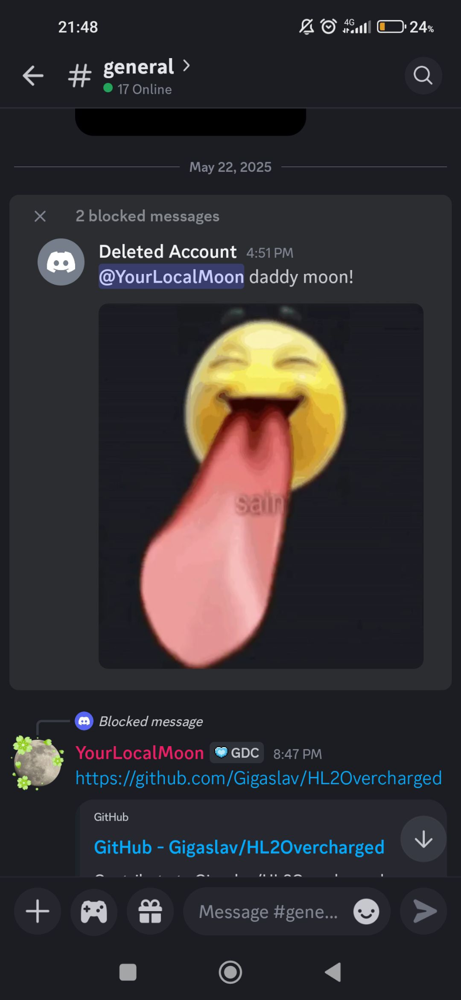 21:48
4G
24%
# general
17 Online
May 22, 2025
2 blocked messages
Deleted Account 4:51 PM
@YourLocalMoon daddy moon!
sain
Blocked message
YourLocalMoon GDC 8:47 PM
https://github.com/Gigaslav/HL2Overcharged
GitHub
GitHub - Gigaslav/HL2Overcharged
Message #gene...